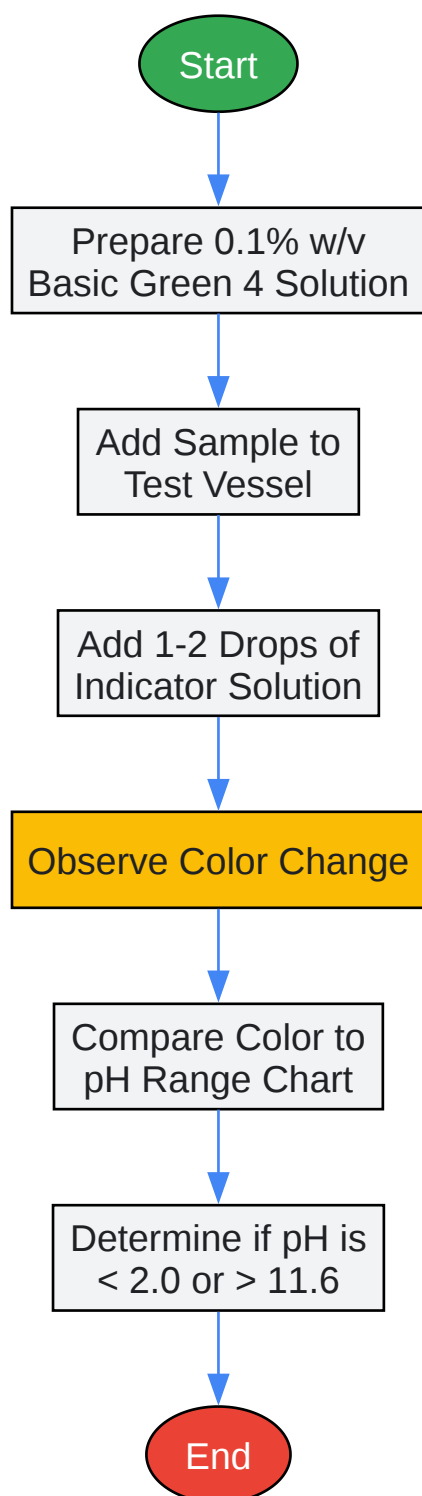 Start
Prepare 0.1% w/v
Basic Green 4 Solution
Add Sample to
Test Vessel
Add 1-2 Drops of
Indicator Solution
Observe Color Change
Compare Color to
pH Range Chart
Determine if pH is
< 2.0 or > 11.6
End